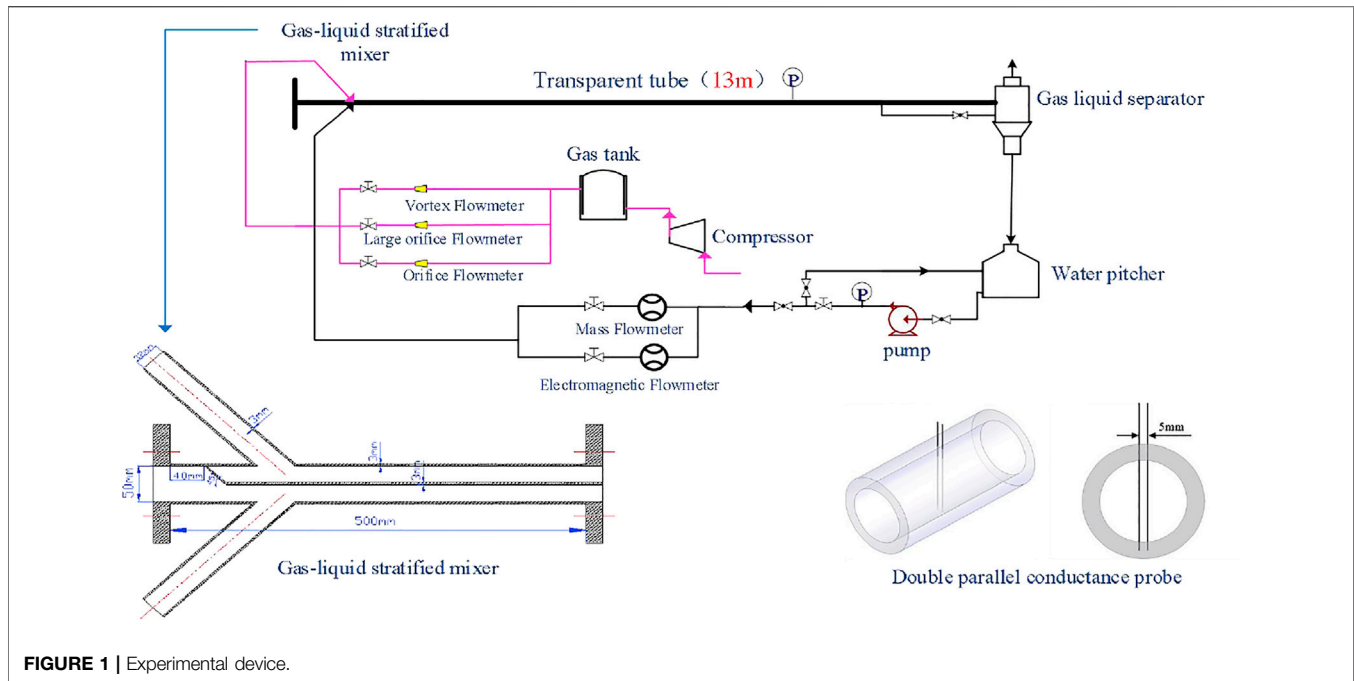 Gas-liquid stratified
mixer
Transparent tube（13m）
P
Gas liquid separator
Gas tank
Vortex Flowmeter
Large orifice Flowmeter
Compressor
Orifice Flowmeter
Water pitcher
P
Mass Flowmeter
pump
Electromagnetic Flowmeter
32mm
3mm
3mm
3mm
40mm
50mm
500mm
5mm
Gas-liquid stratified mixer
Double parallel conductance probe
FIGURE 1 | Experimental device.